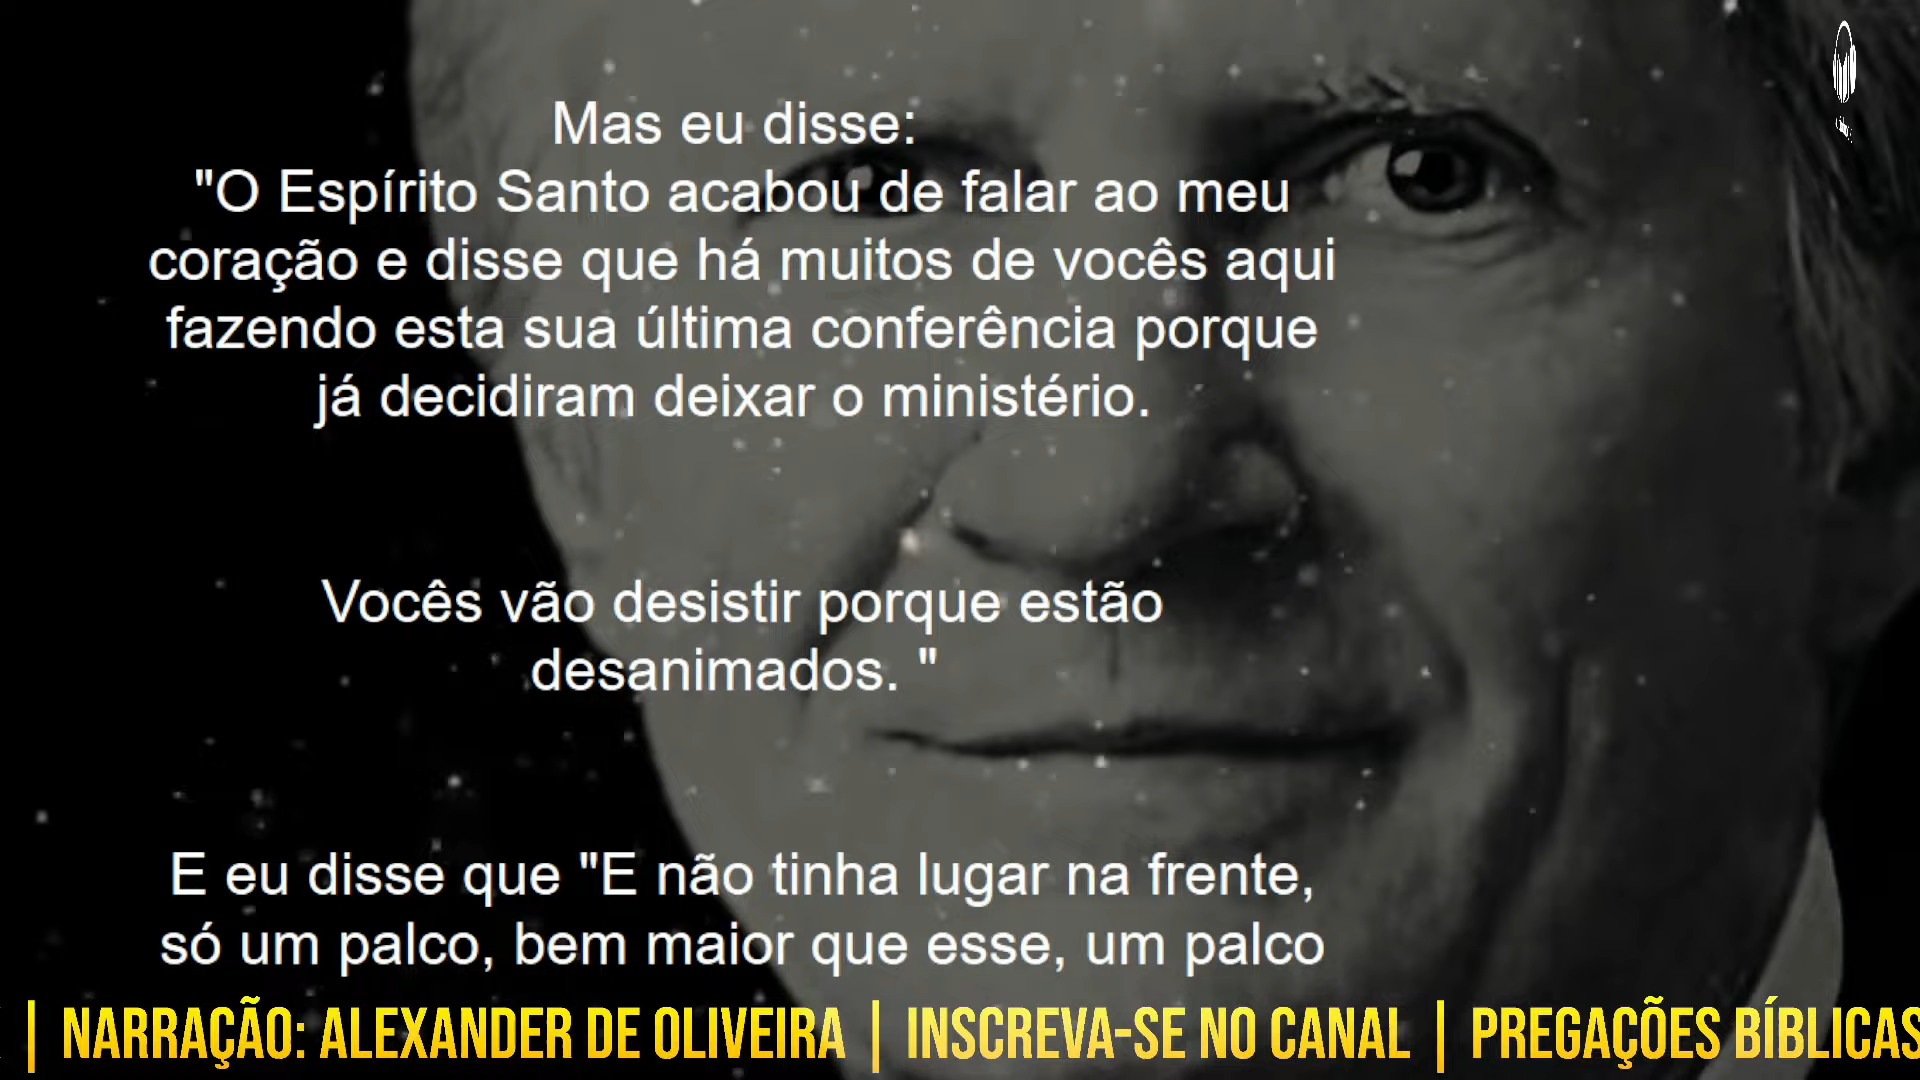 Mas eu disse:
"O Espírito Santo acabou de falar ao meu
coração e disse que há muitos de vocês aqui
fazendo esta sua última conferência porque
já decidiram deixar o ministério.
Vocês vão desistir porque estão
desanimados. "
E eu disse que "E não tinha lugar na frente,
só um palco, bem maior que esse, um palco
| NARRAÇÃO: ALEXANDER DE OLIVEIRA | INSCREVA-SE NO CANAL | PREGAÇÕES BÍBLICAS